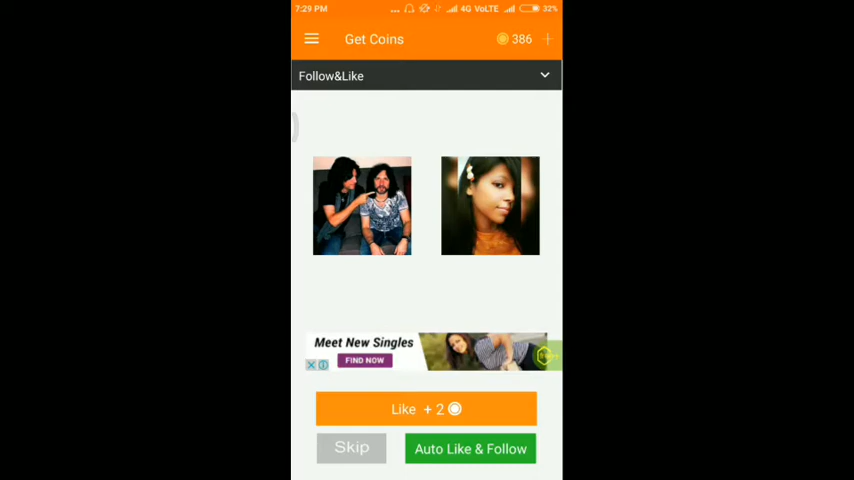 7:29 PM ... 4G VoLTE 32%
Get Coins 386 +
Follow&Like
Meet New Singles
FIND NOW
Like + 2
Skip Auto Like & Follow